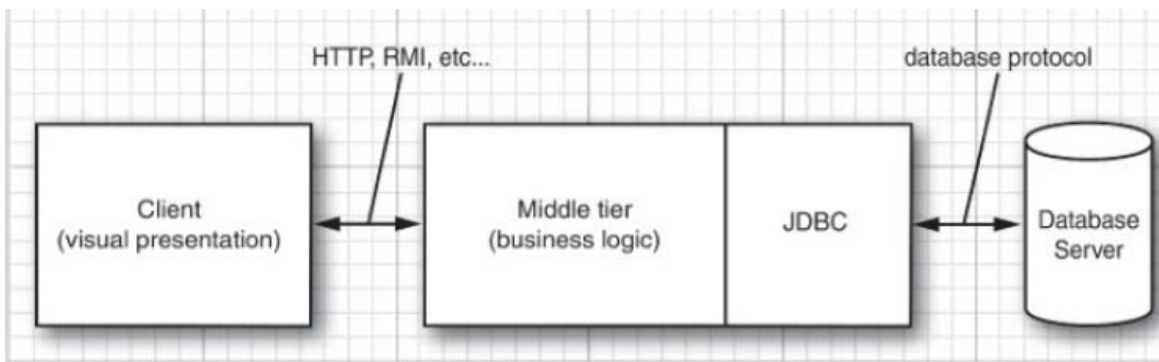 HTTP, RMI, etc...
database protocol
Client
(visual presentation)
Middle tier
(business logic)
JDBC
Database
Server